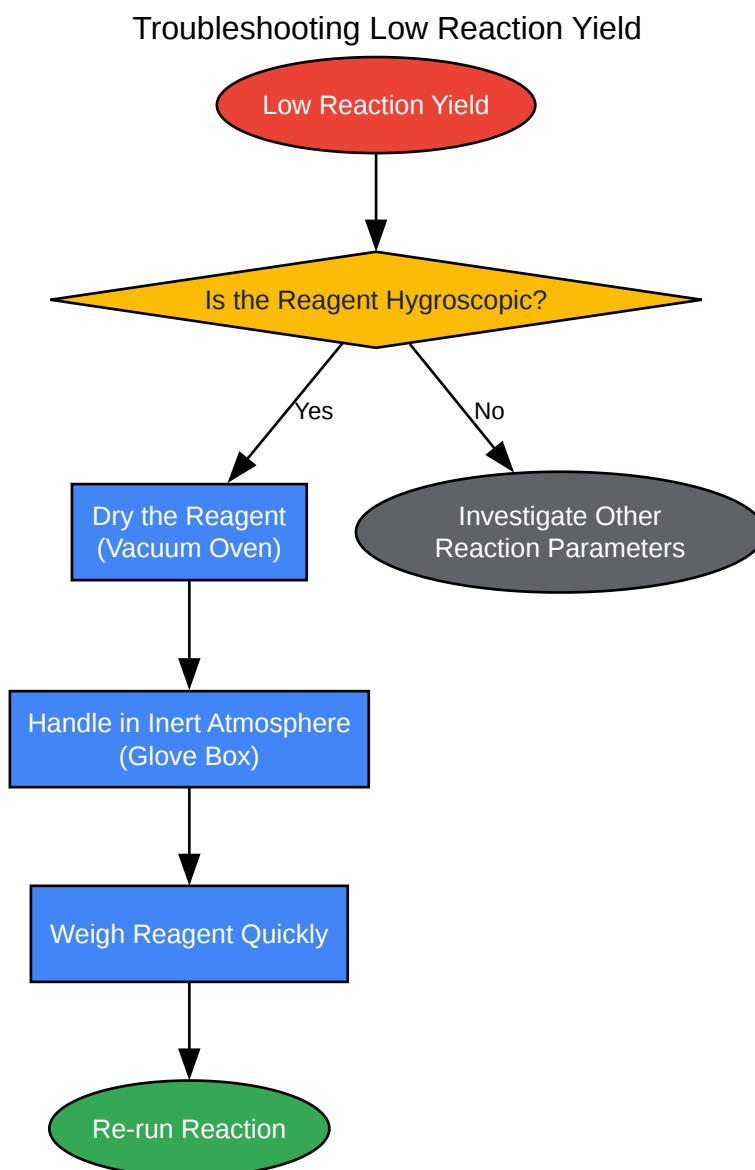 Troubleshooting Low Reaction Yield
Low Reaction Yield
Is the Reagent Hygroscopic?
Yes
No
Dry the Reagent
(Vacuum Oven)
Investigate Other
Reaction Parameters
Handle in Inert Atmosphere
(Glove Box)
Weigh Reagent Quickly
Re-run Reaction